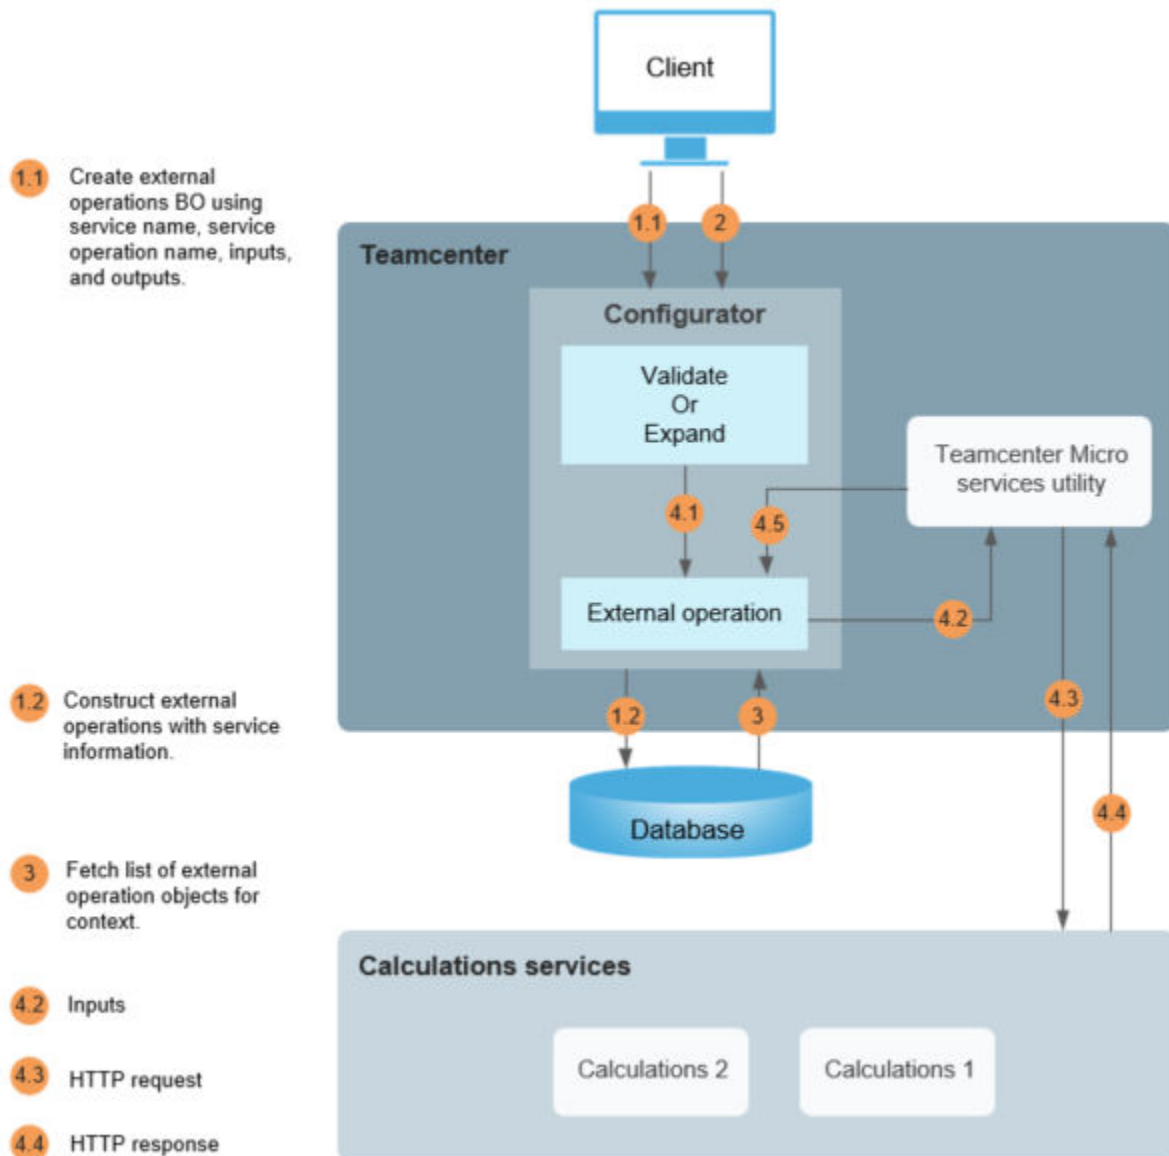 Client
1.1
Create external
operations BO using
service name, service
operation name, inputs,
and outputs.
1.1
2
Teamcenter
Configurator
Validate
Or
Expand
Teamcenter Micro
services utility
4.1
4.5
External operation
4.2
1.2
Construct external
operations with service
information.
1.2
3
4.3
Database
4.4
3
Fetch list of external
operation objects for
context.
Calculations services
4.2
Inputs
4.3
HTTP request
Calculations 2
Calculations 1
4.4
HTTP response